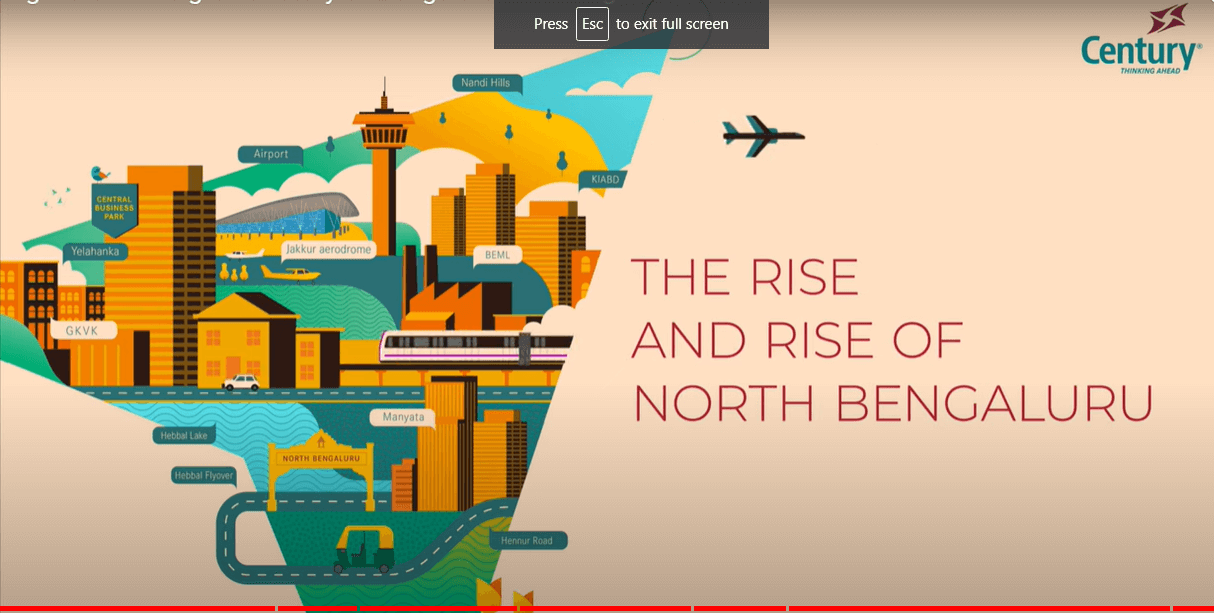 Press Esc to exit full screen
Century®
THINKING AHEAD
Nandi Hills
Airport
KIABD
CENTRAL
BUSINESS
PARK
Yelahanka
Jakkur aerodrome
BEML
GKVK
Manyata
Hebbal Lake
NORTH BENGALURU
Hebbal Flyover
Hennur Road
THE RISE
AND RISE OF
NORTH BENGALURU